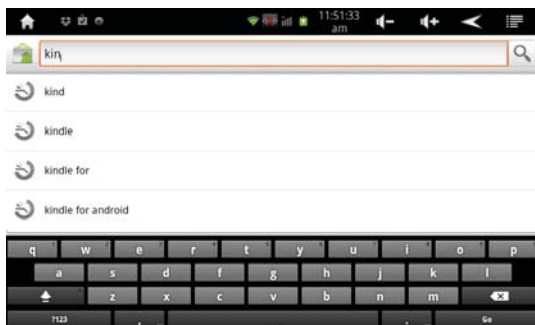 11:51:33
am
kin
kind
kindle
kindle for
kindle for android
q w e r t y u i o p
a s d f g h j k l
z x c v b n m
?123 Go